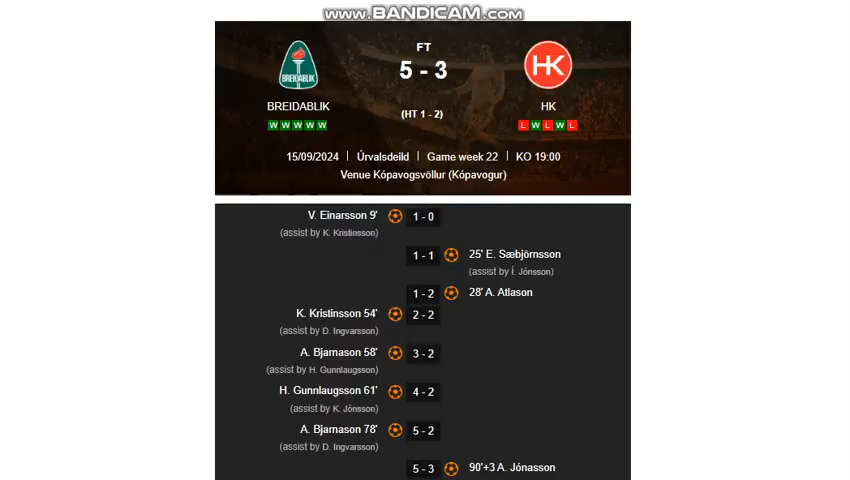 www.BANDICAM.com
FT
5 - 3
BREIDABLIK
HK
BREIÐABLIK
HK
(HT 1 - 2)
W W W W W
L W L W L
15/09/2024 | Úrvalsdeild | Game week 22 | KO 19:00
Venue Kópavogsvöllur (Kópavogur)
V. Einarsson 9' 1 - 0
(assist by K. Kristinsson)
1 - 1 25' E. Sæbjörnsson
(assist by Í. Jónsson)
1 - 2 28' A. Atlason
K. Kristinsson 54' 2 - 2
(assist by D. Ingvarsson)
A. Bjarnason 58' 3 - 2
(assist by H. Gunnlaugsson)
H. Gunnlaugsson 61' 4 - 2
(assist by K. Jónsson)
A. Bjarnason 78' 5 - 2
(assist by D. Ingvarsson)
5 - 3 90'+3 A. Jónasson